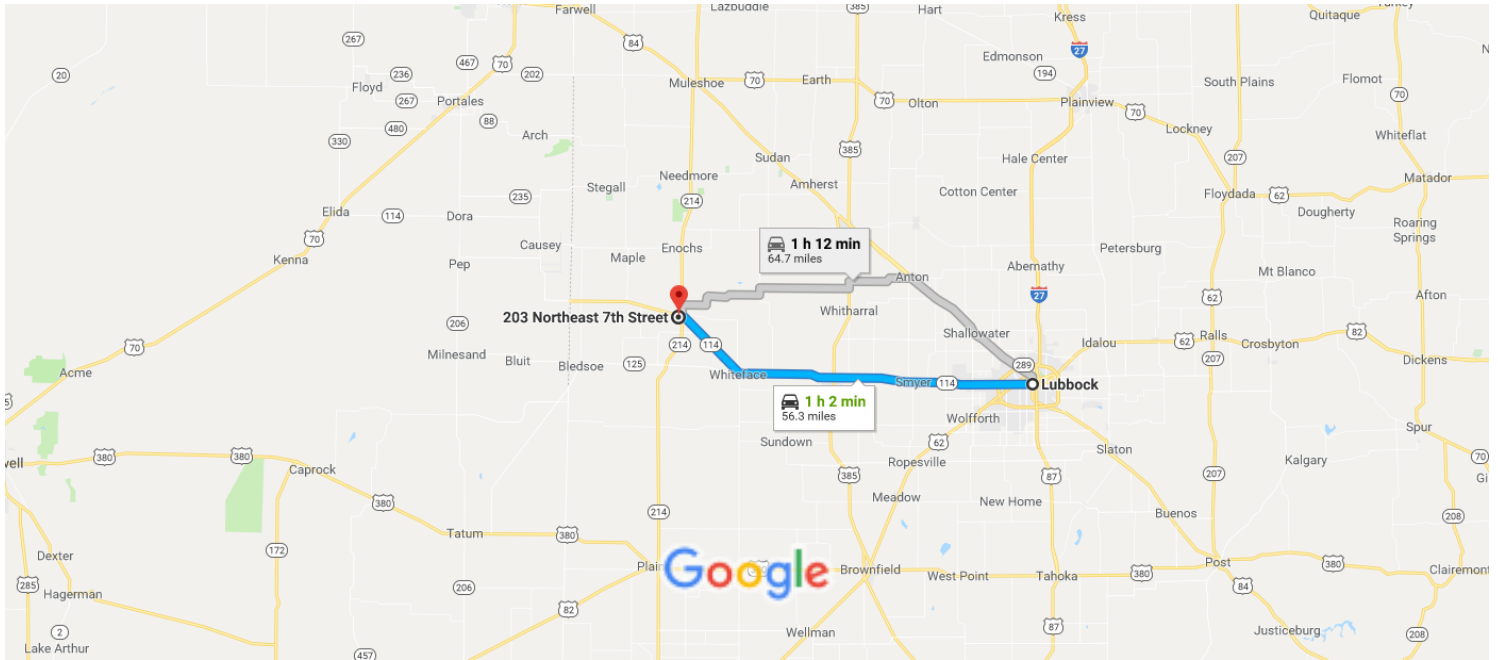 Farwell
Lazbuddie
385
Hart
Kress
Quitaque
267
84
27
Edmonson
467
70
20
236
202
Muleshoe
70
Earth
194
South Plains
Flomot
Floyd
267
Portales
70
Olton
Plainview
70
70
88
480
330
Arch
385
Lockney
Whiteflat
Sudan
Hale Center
207
Needmore
Amherst
Cotton Center
Matador
Stegall
235
214
Floydada
62
Elida
114
Dora
Dougherty
Roaring
Springs
70
Causey
Maple
Enochs
1 h 12 min
64.7 miles
Petersburg
Kenna
Pep
Anton
Abernathy
Mt Blanco
27
62
Afton
203 Northeast 7th Street
Whitharral
206
Shallowater
Ralls
82
Milnesand
Bluit
Bledsoe
125
214
114
Idalou
62
207
Crosbyton
70
Acme
Whiteface
Smyer
114
289
Lubbock
Dickens
1 h 2 min
56.3 miles
Wolfforth
62
Sundown
Spur
380
380
Caprock
Ropesville
Slaton
Kalgary
70
385
87
207
380
Meadow
New Home
214
Buenos
208
Tatum
380
172
Dexter
Google
Brownfield
West Point
Tahoka
380
Post
380
Clairemont
285
Hagerman
206
82
84
2
Lake Arthur
457
Wellman
87
Justiceburg
208